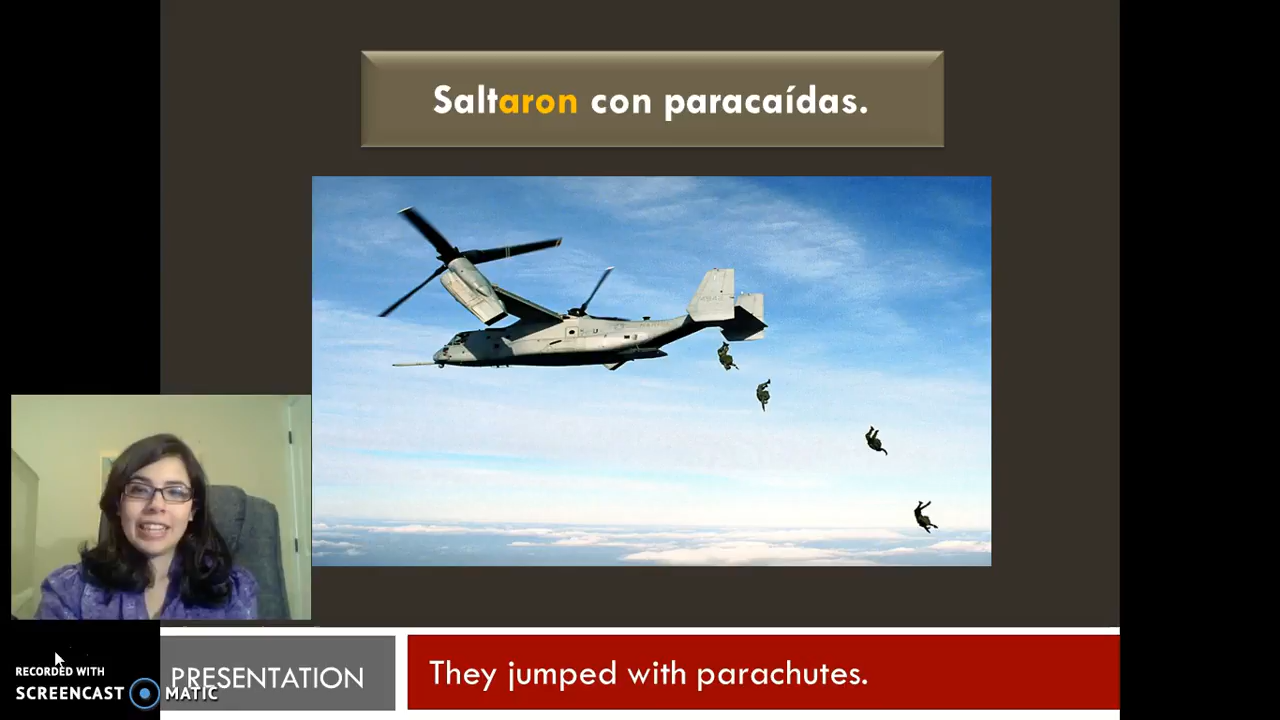 Saltaron con paracaídas.
PRESENTATION
They jumped with parachutes.
RECORDED WITH
SCREENCAST MATIC